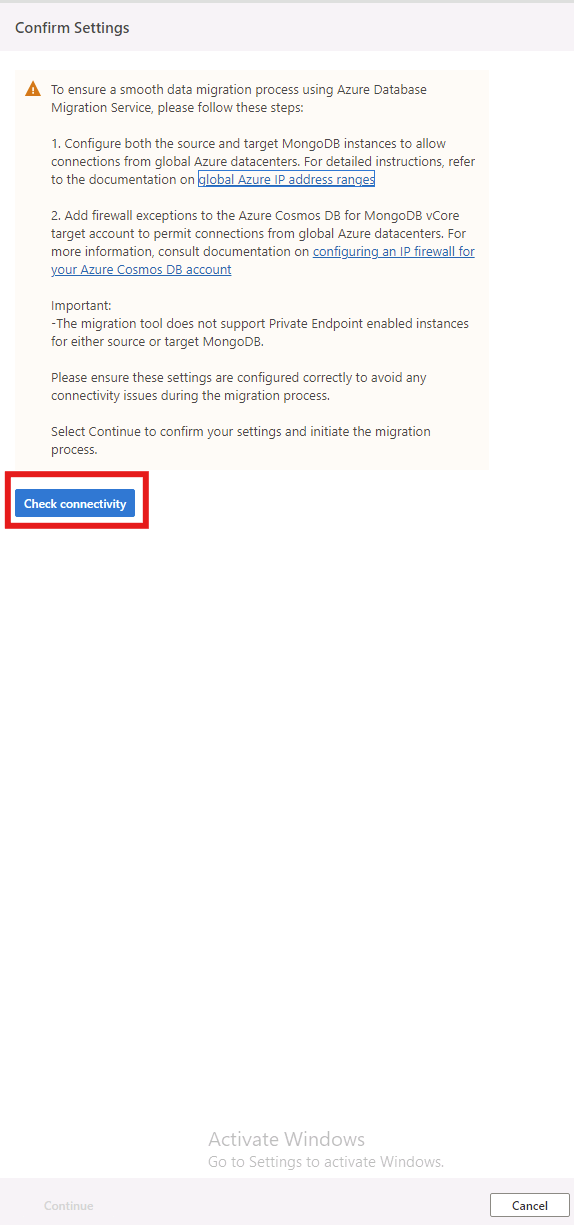 Confirm Settings
To ensure a smooth data migration process using Azure Database
Migration Service, please follow these steps:
1. Configure both the source and target MongoDB instances to allow
connections from global Azure datacenters. For detailed instructions, refer
to the documentation on global Azure IP address ranges
2. Add firewall exceptions to the Azure Cosmos DB for MongoDB vCore
target account to permit connections from global Azure datacenters. For
more information, consult documentation on configuring an IP firewall for
your Azure Cosmos DB account
Important:
-The migration tool does not support Private Endpoint enabled instances
for either source or target MongoDB.
Please ensure these settings are configured correctly to avoid any
connectivity issues during the migration process.
Select Continue to confirm your settings and initiate the migration
process.
Check connectivity
Activate Windows
Go to Settings to activate Windows.
Continue
Cancel